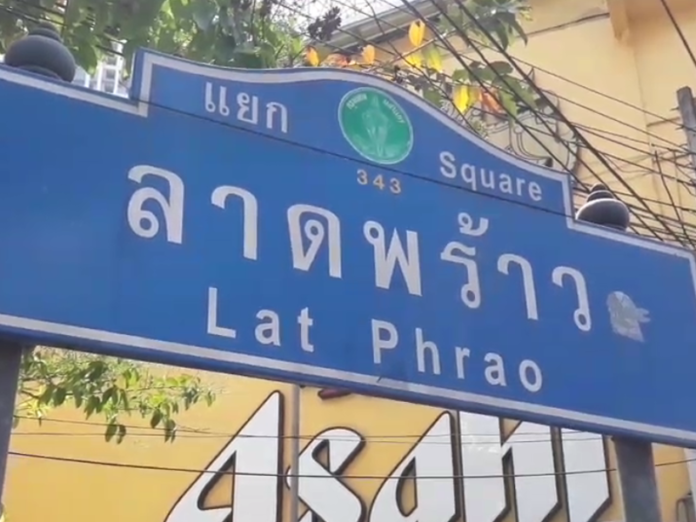 แยก
Square
343
ลาดพร้าว
Lat Phrao
Asahi